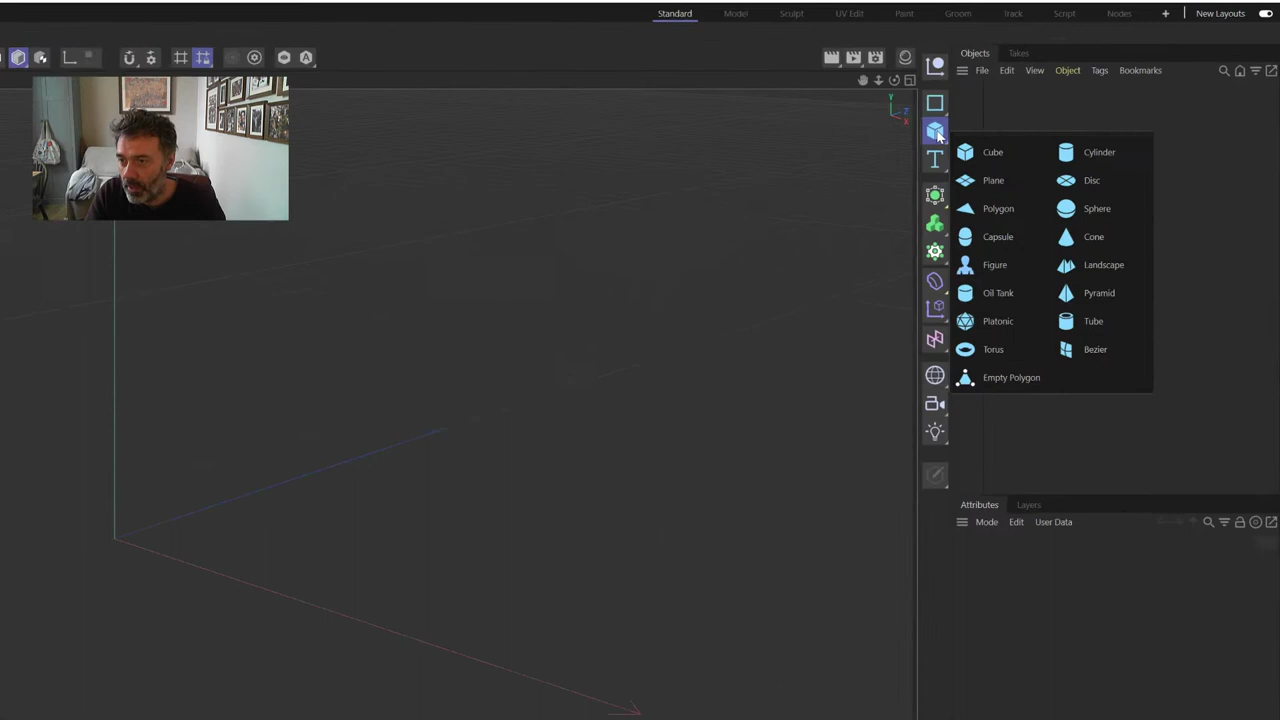 Standard Model Sculpt UV Edit Paint Groom Track Script Nodes + New Layouts
Objects Takes
File Edit View Object Tags Bookmarks
Y
Z
X
Cube Cylinder
Plane Disc
Polygon Sphere
Capsule Cone
Figure Landscape
Oil Tank Pyramid
Platonic Tube
Torus Bezier
Empty Polygon
Attributes Layers
Mode Edit User Data